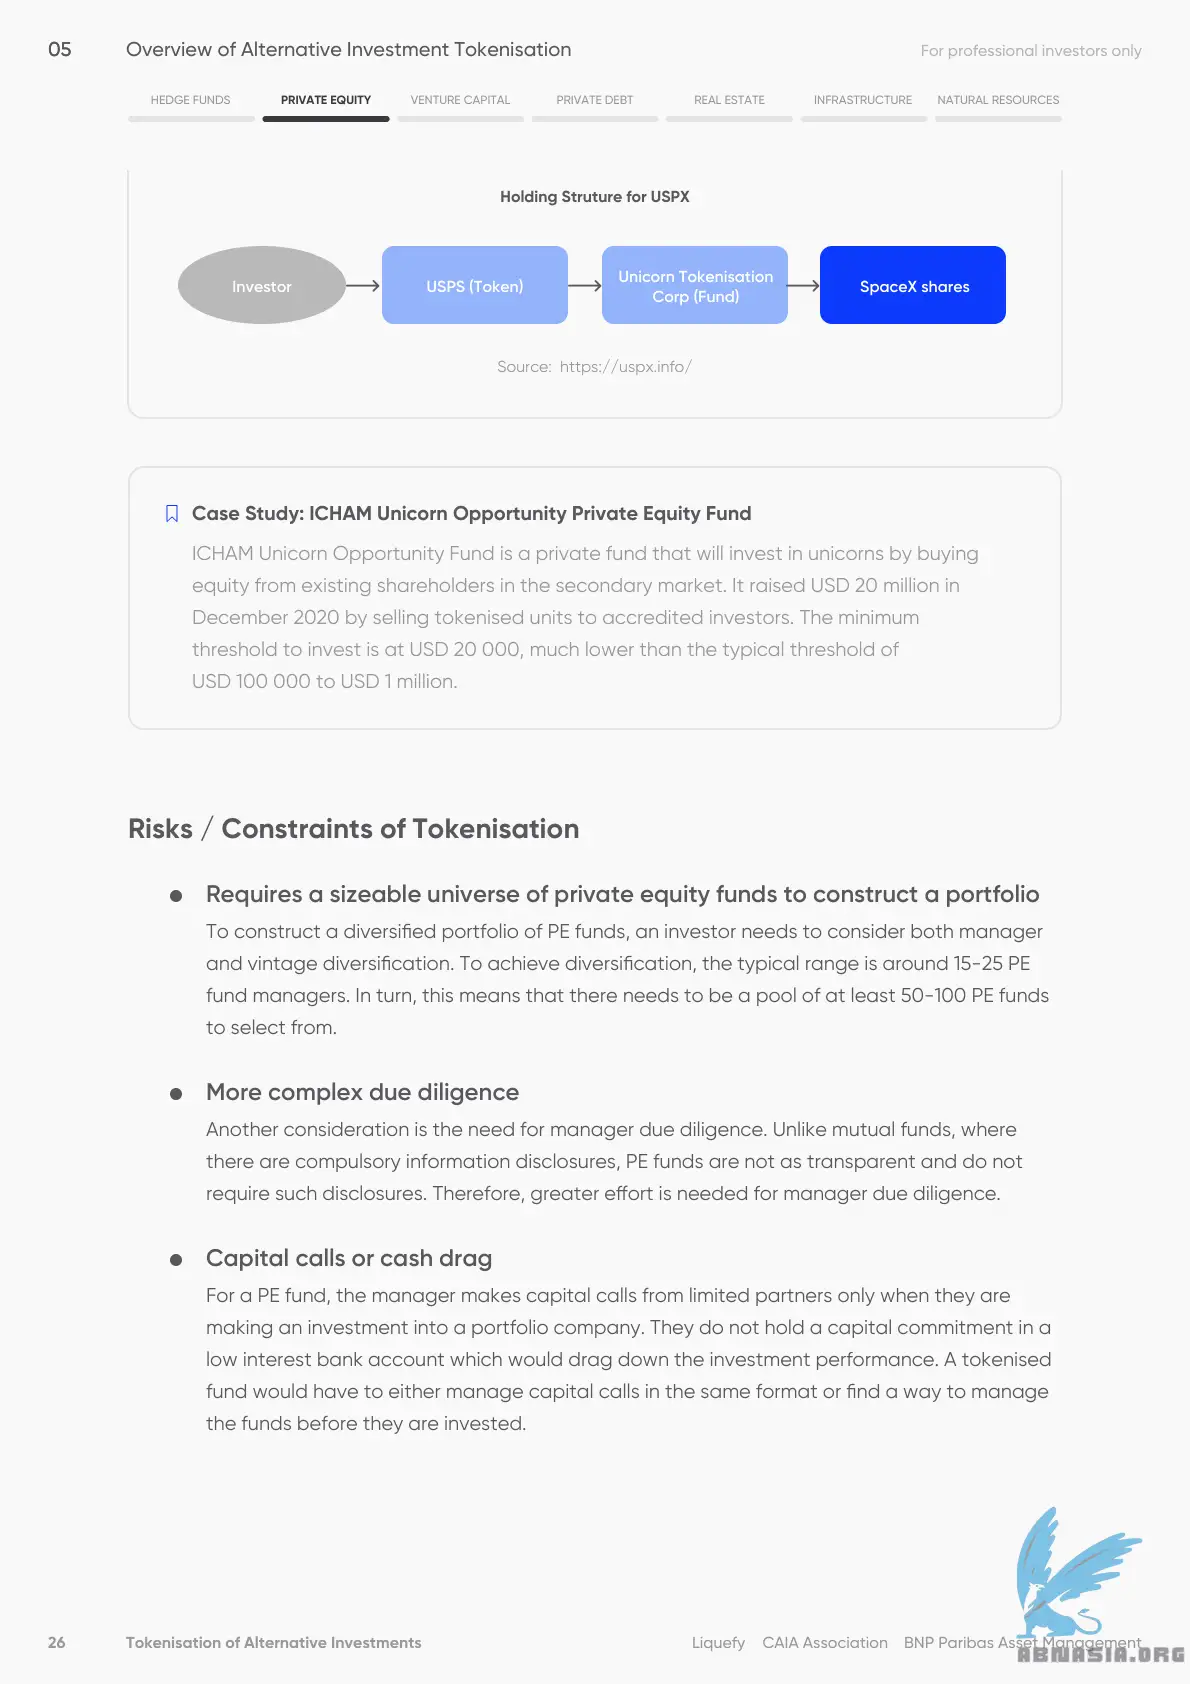 05 Overview of Alternative Investment Tokenisation For professional investors only
HEDGE FUNDS PRIVATE EQUITY VENTURE CAPITAL PRIVATE DEBT REAL ESTATE INFRASTRUCTURE NATURAL RESOURCES
Holding Struture for USPX
Investor
USPS (Token)
Unicorn Tokenisation
Corp (Fund)
SpaceX shares
Source: https://uspx.info/
Case Study: ICHAM Unicorn Opportunity Private Equity Fund
ICHAM Unicorn Opportunity Fund is a private fund that will invest in unicorns by buying
equity from existing shareholders in the secondary market. It raised USD 20 million in
December 2020 by selling tokenised units to accredited investors. The minimum
threshold to invest is at USD 20 000, much lower than the typical threshold of
USD 100 000 to USD 1 million.
Risks / Constraints of Tokenisation
● Requires a sizeable universe of private equity funds to construct a portfolio
To construct a diversified portfolio of PE funds, an investor needs to consider both manager
and vintage diversification. To achieve diversification, the typical range is around 15-25 PE
fund managers. In turn, this means that there needs to be a pool of at least 50-100 PE funds
to select from.
● More complex due diligence
Another consideration is the need for manager due diligence. Unlike mutual funds, where
there are compulsory information disclosures, PE funds are not as transparent and do not
require such disclosures. Therefore, greater effort is needed for manager due diligence.
● Capital calls or cash drag
For a PE fund, the manager makes capital calls from limited partners only when they are
making an investment into a portfolio company. They do not hold a capital commitment in a
low interest bank account which would drag down the investment performance. A tokenised
fund would have to either manage capital calls in the same format or find a way to manage
the funds before they are invested.
26 Tokenisation of Alternative Investments Liquefy CAIA Association BNP Paribas Asset Management
ABMASIA.ORG